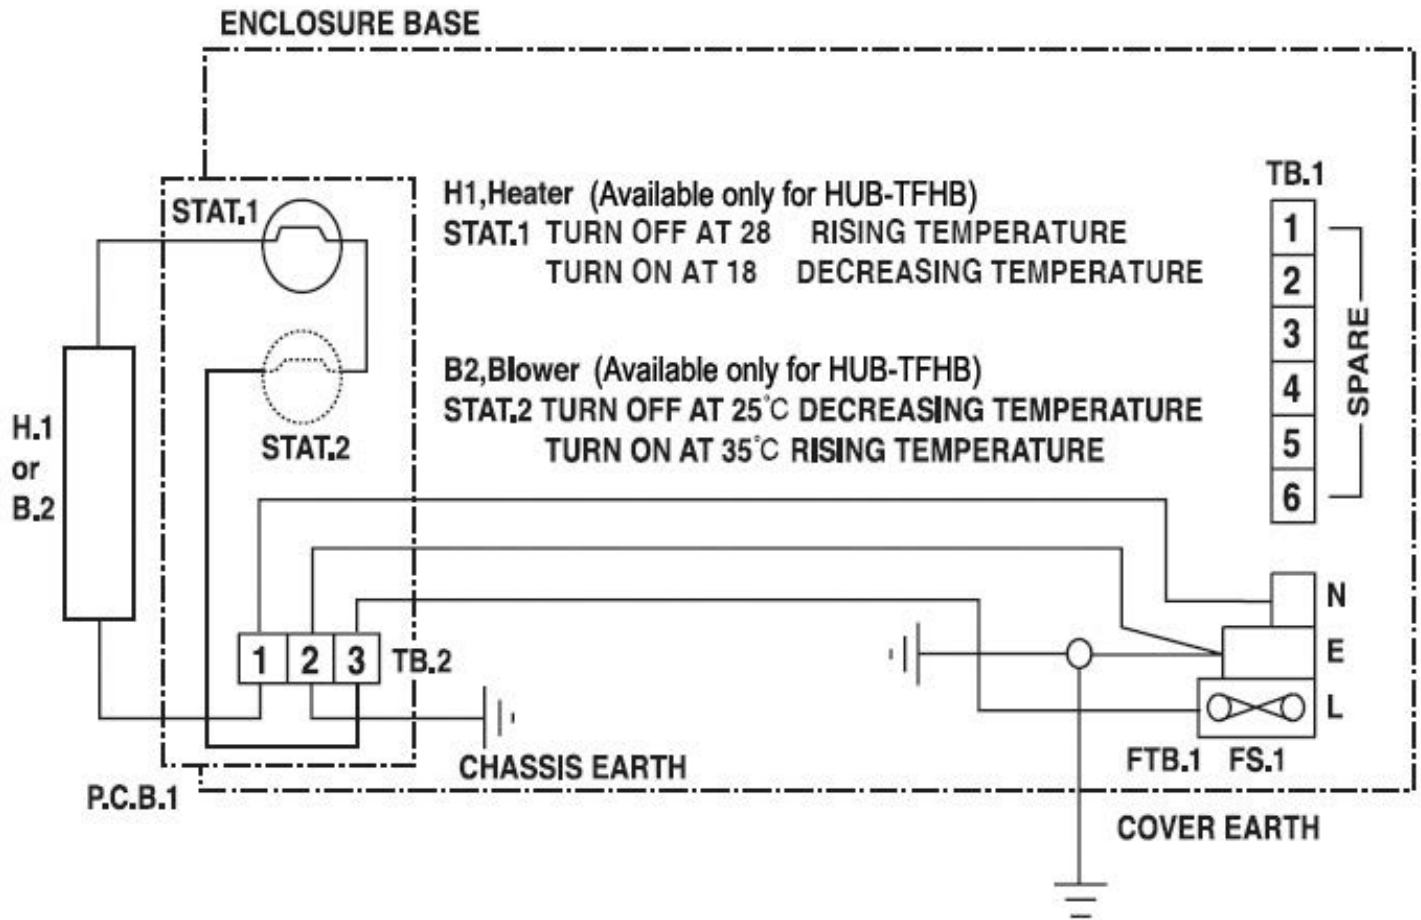 ENCLOSURE BASE
TB.1
STAT.1
H1,Heater (Available only for HUB-TFHB)
STAT.1 TURN OFF AT 28 RISING TEMPERATURE
TURN ON AT 18 DECREASING TEMPERATURE
B2,Blower (Available only for HUB-TFHB)
STAT.2 TURN OFF AT 25°C DECREASING TEMPERATURE
TURN ON AT 35°C RISING TEMPERATURE
STAT.2
1
2
3
4
5
6
SPARE
H.1
or
B.2
N
E
L
1 2 3 TB.2
CHASSIS EARTH
FTB.1 FS.1
P.C.B.1
COVER EARTH